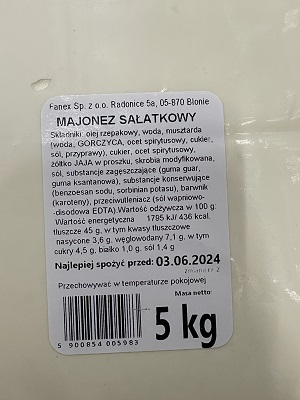 Fanex Sp. z o.o. Radonice 5a, 05-870 Błonie
MAJONEZ SAŁATKOWY
Składniki: olej rzepakowy, woda, musztarda
(woda, GORCZYCA, ocet spirytusowy, cukier,
sól, przyprawy), cukier, ocet spirytusowy,
żółtko JAJA w proszku, skrobia modyfikowana,
sól, substancje zagęszczające (guma guar,
guma ksantanowa), substancje konserwujące
(benzoesan sodu, sorbinian potasu), barwnik
(karoteny), przeciwutleniacz (sól wapniowo-
-disodowa EDTA).Wartość odżywcza w 100 g:
Wartość energetyczna 1795 kJ/ 436 kcal,
tłuszcze 45 g, w tym kwasy tłuszczowe
nasycone 3,6 g, węglowodany 7,1 g, w tym
cukry 4,5 g, białko 1,0 g, sól 1,4 g
Najlepiej spożyć przed: 03.06.2024
zmiana nr 2
Przechowywać w temperaturze pokojowej
Masa netto:
5 kg
5 900854 005983